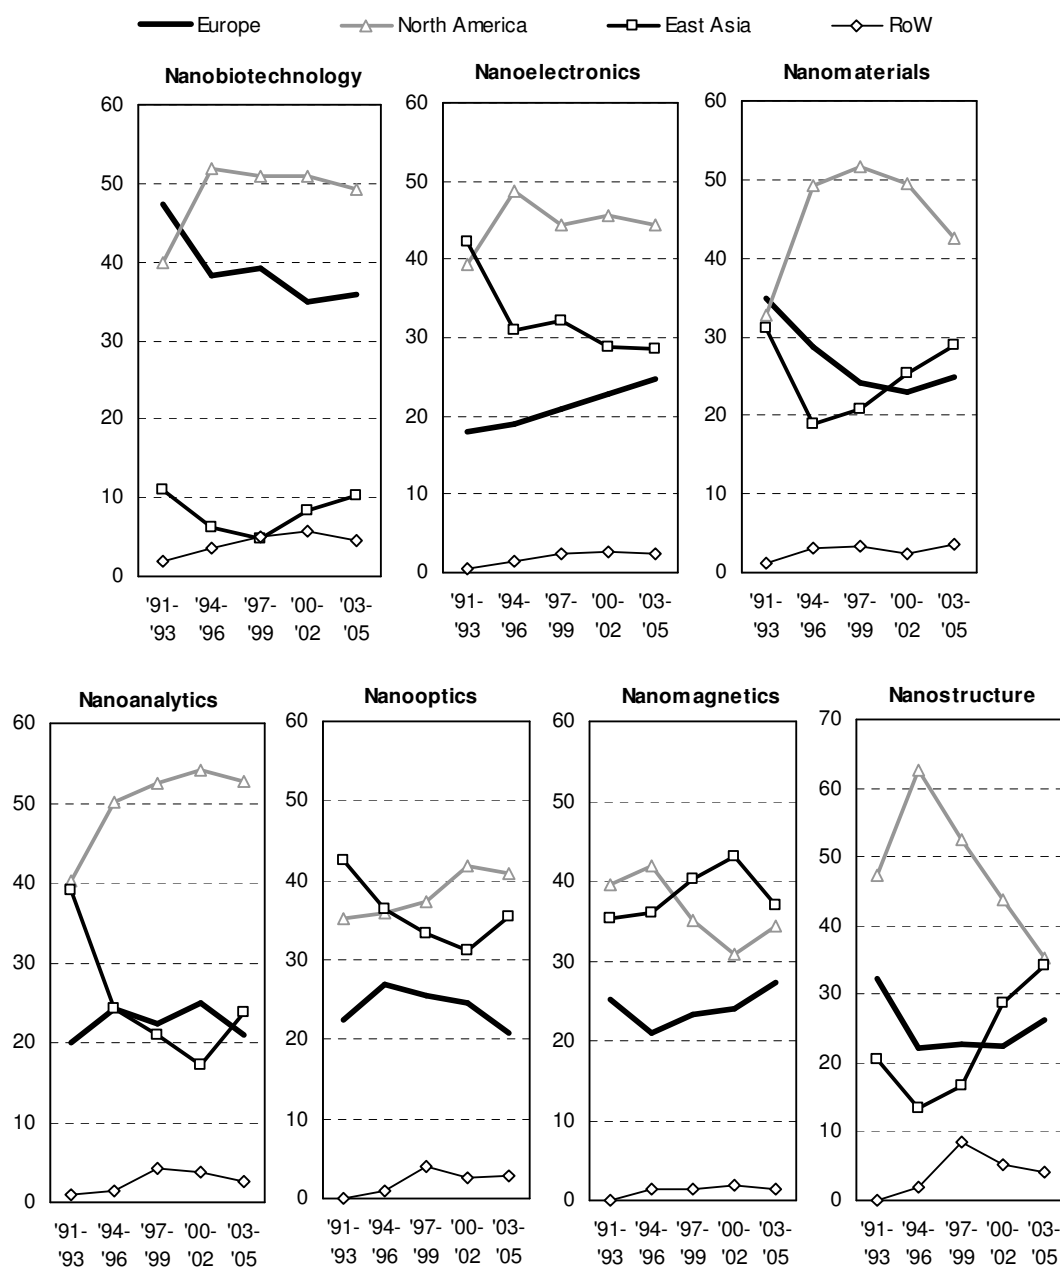 Europe North America East Asia RoW
Nanobiotechnology Nanoelectronics Nanomaterials
60 60 60
50 50 50
40 40 40
30 30 30
20 20 20
10 10 10
0 0 0
'91- '94- '97- '00- '03- '91- '94- '97- '00- '03- '91- '94- '97- '00- '03-
'93 '96 '99 '02 '05 '93 '96 '99 '02 '05 '93 '96 '99 '02 '05
Nanoanalytics Nanooptics Nanomagnetics Nanostructure
60 60 60 70
50 50 50 60
40 40 40 50
30 30 30 40
20 20 20 30
10 10 10 20
0 0 0 10
0
'91- '94- '97- '00- '03- '91- '94- '97- '00- '03- '91- '94- '97- '00- '03- '91- '94- '97- '00- '03-
'93 '96 '99 '02 '05 '93 '96 '99 '02 '05 '93 '96 '99 '02 '05 '93 '96 '99 '02 '05